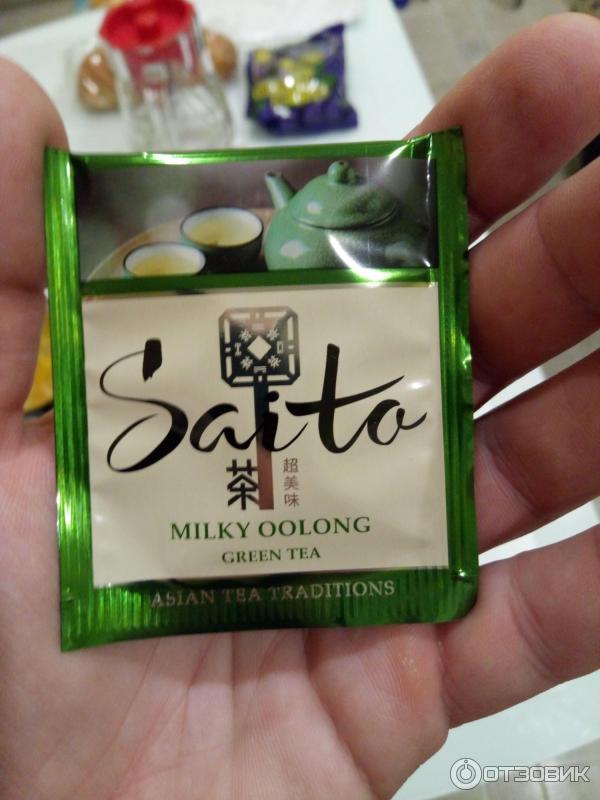 Saito
茶
超美味
MILKY OOLONG
GREEN TEA
ASIAN TEA TRADITIONS
ОТЗОВИК